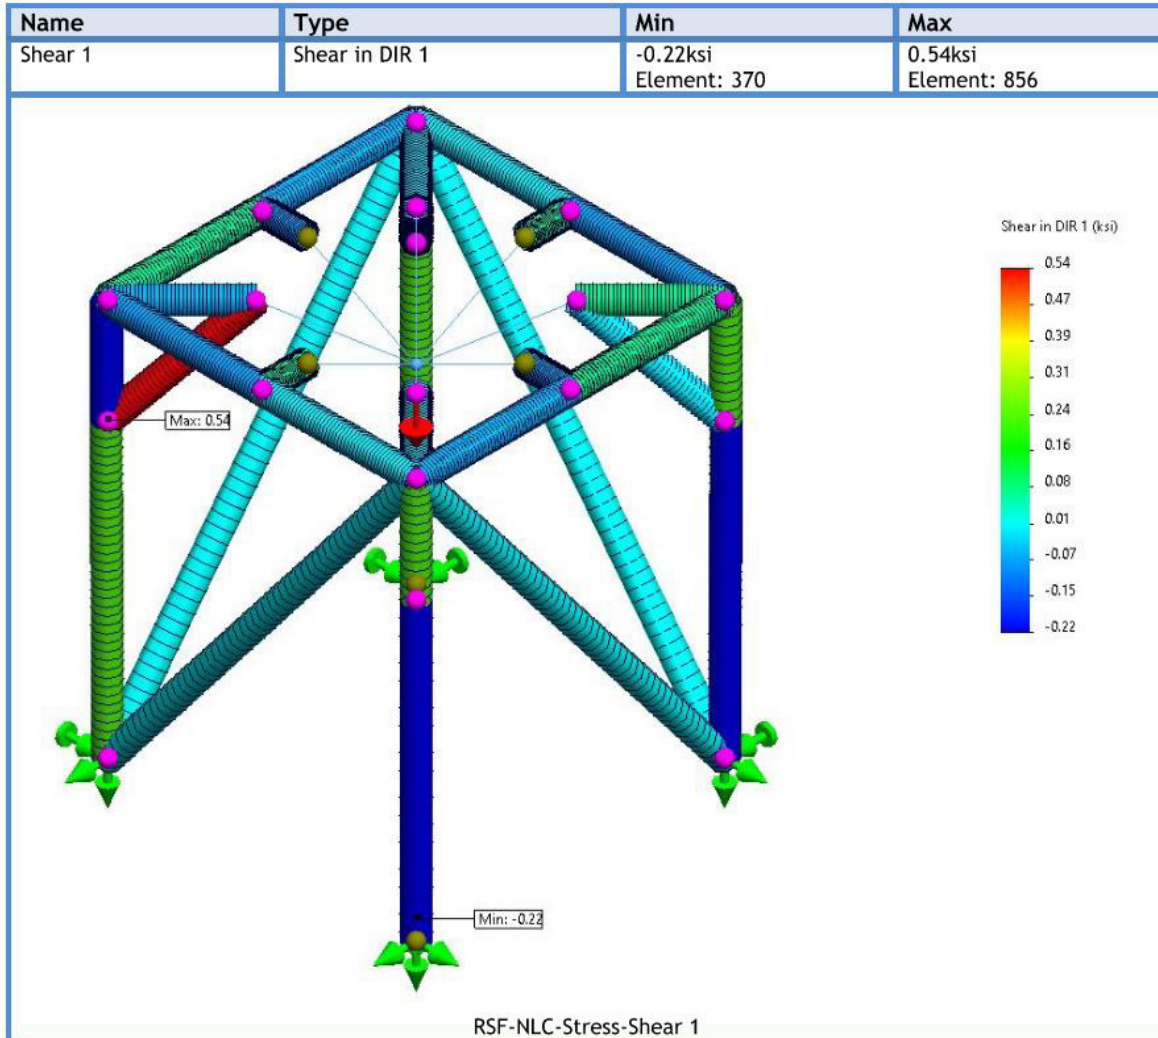 Name Type Min Max
Shear 1 Shear in DIR 1 -0.22ksi 0.54ksi
Element: 370 Element: 856
Shear in DIR 1 (ksi)
0.54
0.47
0.39
0.31
0.24
0.16
0.08
0.01
-0.07
-0.15
-0.22
Max: 0.54
Min: -0.22
RSF-NLC-Stress-Shear 1